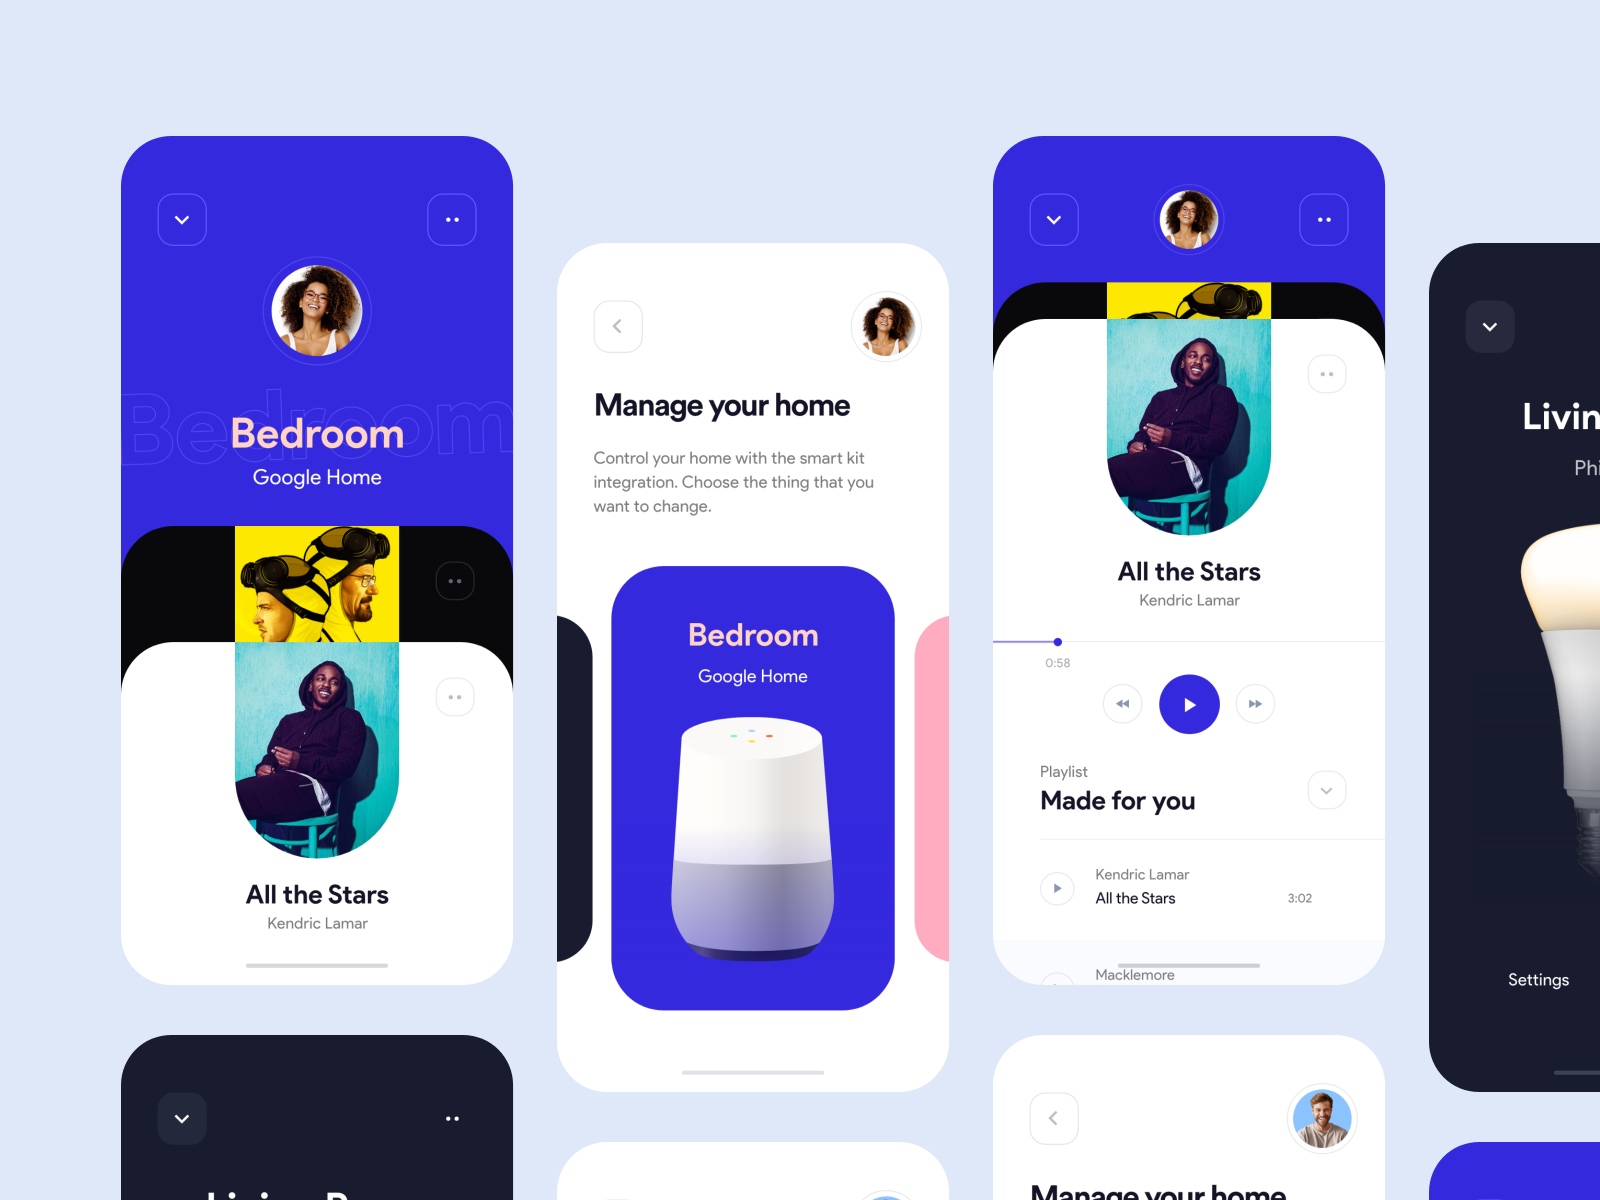 Bedroom
Bedroom
Google Home
All the Stars
Kendric Lamar
Manage your home
Control your home with the smart kit
integration. Choose the thing that you
want to change.
Bedroom
Google Home
All the Stars
Kendric Lamar
0:58
Playlist
Made for you
Kendric Lamar
All the Stars
3:02
Macklemore
Livin
Phi
Settings
Living R
Manage your home